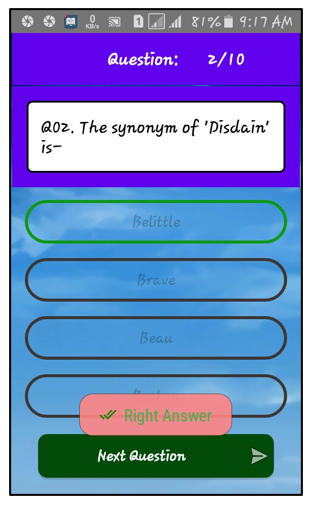 0 KB/s 1 81% 9:17 AM
Question: 2/10
Q02. The synonym of 'Disdain'
is-
Belittle
Brave
Beau
Right Answer
Next Question